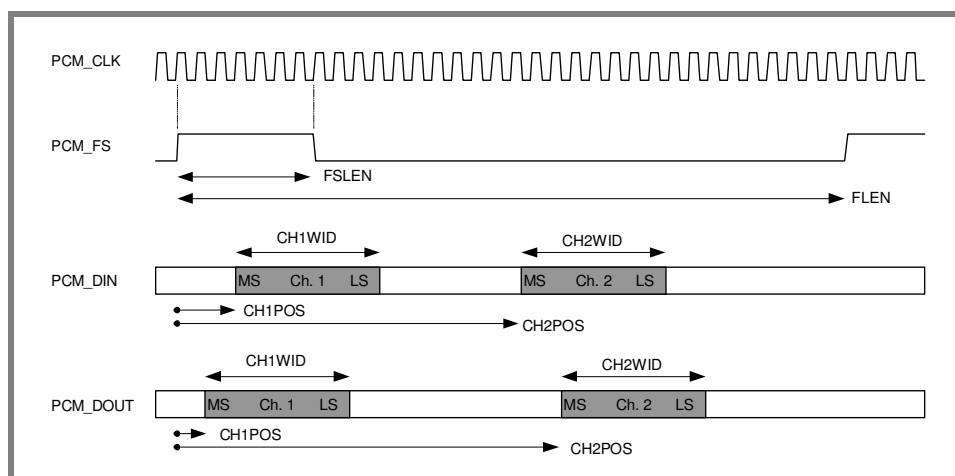 PCM_CLK
PCM_FS
FSLEN
FLEN
CH1WID CH2WID
PCM_DIN MS Ch. 1 LS MS Ch. 2 LS
CH1POS
CH2POS
CH1WID CH2WID
PCM_DOUT MS Ch. 1 LS MS Ch. 2 LS
CH1POS
CH2POS